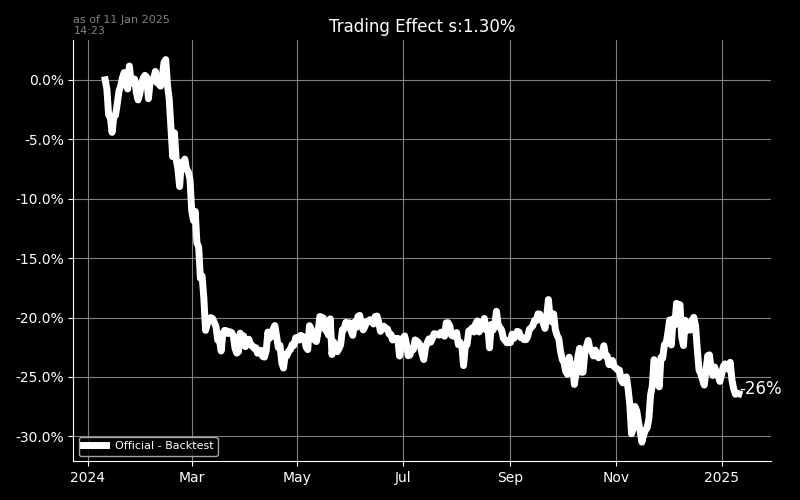 as of 11 Jan 2025
14:23
Trading Effect s:1.30%
0.0%
-5.0%
-10.0%
-15.0%
-20.0%
-25.0%
-30.0%
-26%
Official - Backtest
2024 Mar May Jul Sep Nov 2025